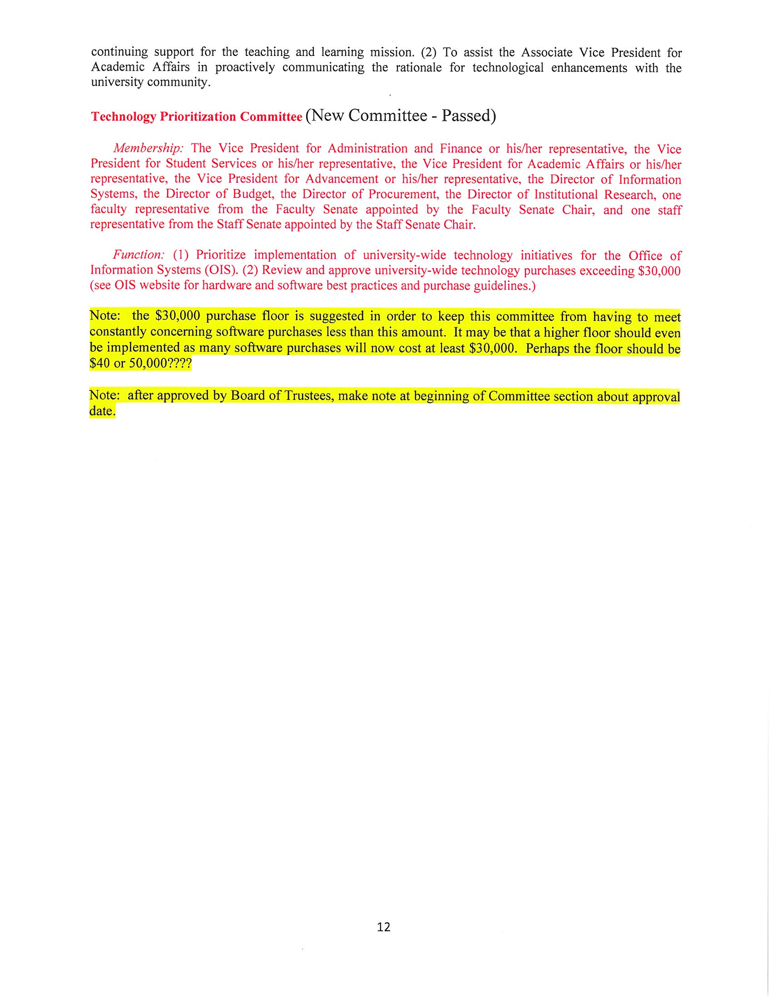 continuing support for the teaching and learning mission. (2) To assist the Associate Vice President for
Academic Affairs in proactively communicating the rationale for technological enhancements with the
university community.
Technology Prioritization Committee (New Committee - Passed)
Membership: The Vice President for Administration and Finance or his/her representative, the Vice
President for Student Services or his/her representative, the Vice President for Academic Affairs or his/her
representative, the Vice President for Advancement or his/her representative, the Director of Information
Systems, the Director of Budget, the Director of Procurement, the Director of Institutional Research, one
faculty representative from the Faculty Senate appointed by the Faculty Senate Chair, and one staff
representative from the Staff Senate appointed by the Staff Senate Chair.
Function: (1) Prioritize implementation of university-wide technology initiatives for the Office of
Information Systems (OIS). (2) Review and approve university-wide technology purchases exceeding $30,000
(see OIS website for hardware and software best practices and purchase guidelines.)
Note: the $30,000 purchase floor is suggested in order to keep this committee from having to meet
constantly concerning software purchases less than this amount. It may be that a higher floor should even
be implemented as many software purchases will now cost at least $30,000. Perhaps the floor should be
$40 or 50,000????
Note: after approved by Board of Trustees, make note at beginning of Committee section about approval
date.
12